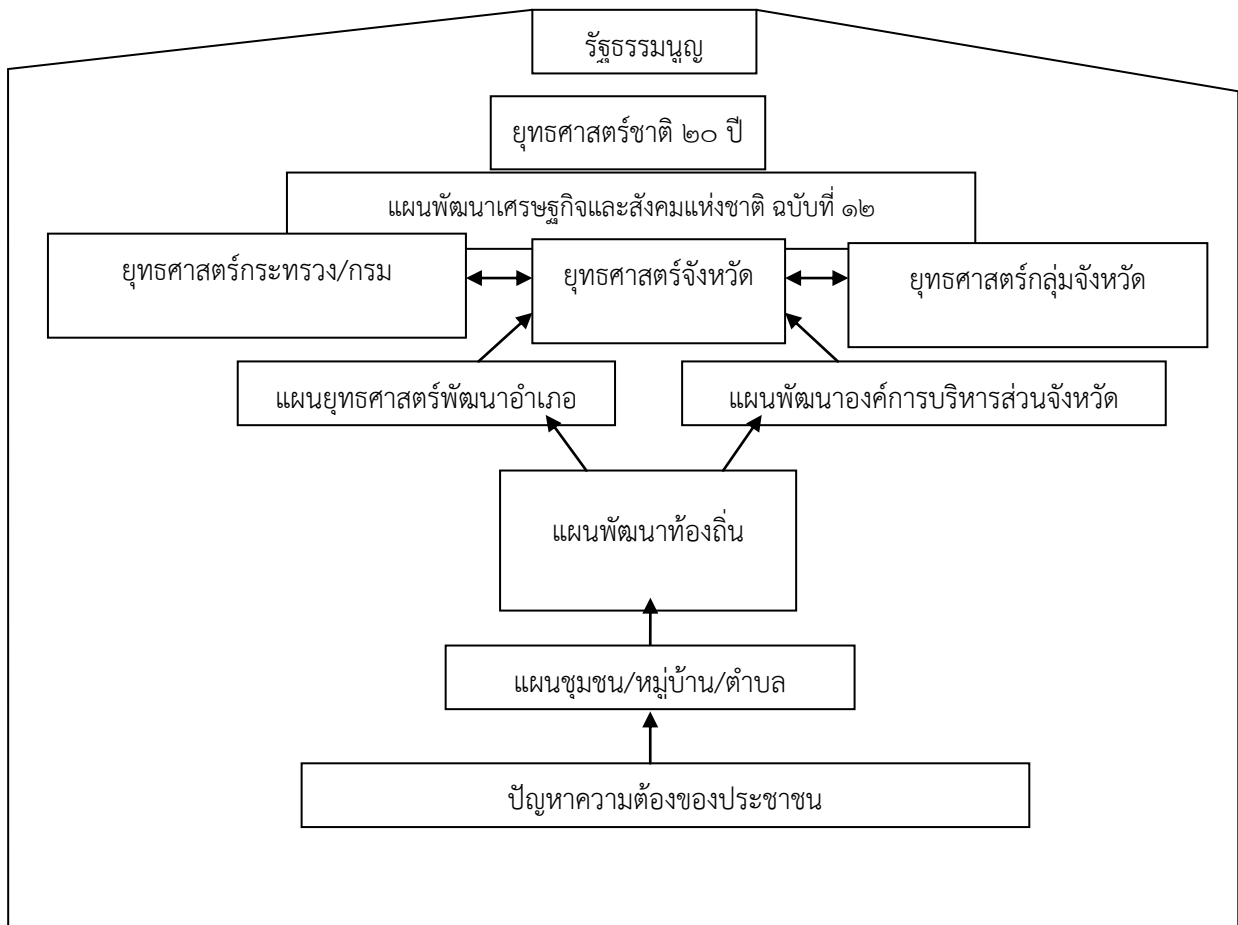 รัฐธรรมนูญ
ยุทธศาสตร์ชาติ ๒๐ ปี
แผนพัฒนาเศรษฐกิจและสังคมแห่งชาติ ฉบับที่ ๑๒
ยุทธศาสตร์กระทรวง/กรม
ยุทธศาสตร์จังหวัด
ยุทธศาสตร์กลุ่มจังหวัด
แผนยุทธศาสตร์พัฒนาอำเภอ
แผนพัฒนาองค์การบริหารส่วนจังหวัด
แผนพัฒนาท้องถิ่น
แผนชุมชน/หมู่บ้าน/ตำบล
ปัญหาความต้องของประชาชน